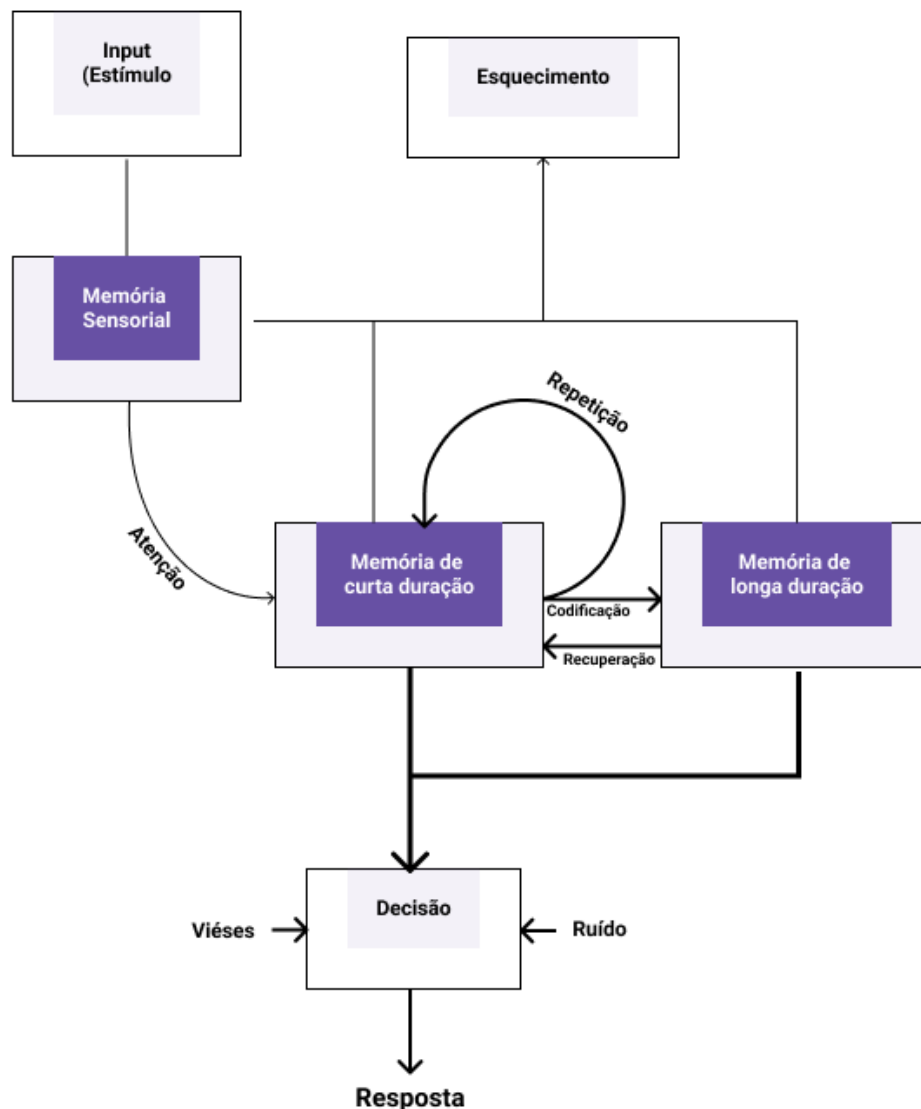 Input
(Estímulo
Esquecimento
Memória
Sensorial
Repetição
Atenção
Memória de
curta duração
Memória de
longa duração
Codificação
Recuperação
Decisão
Viéses
Ruído
Resposta